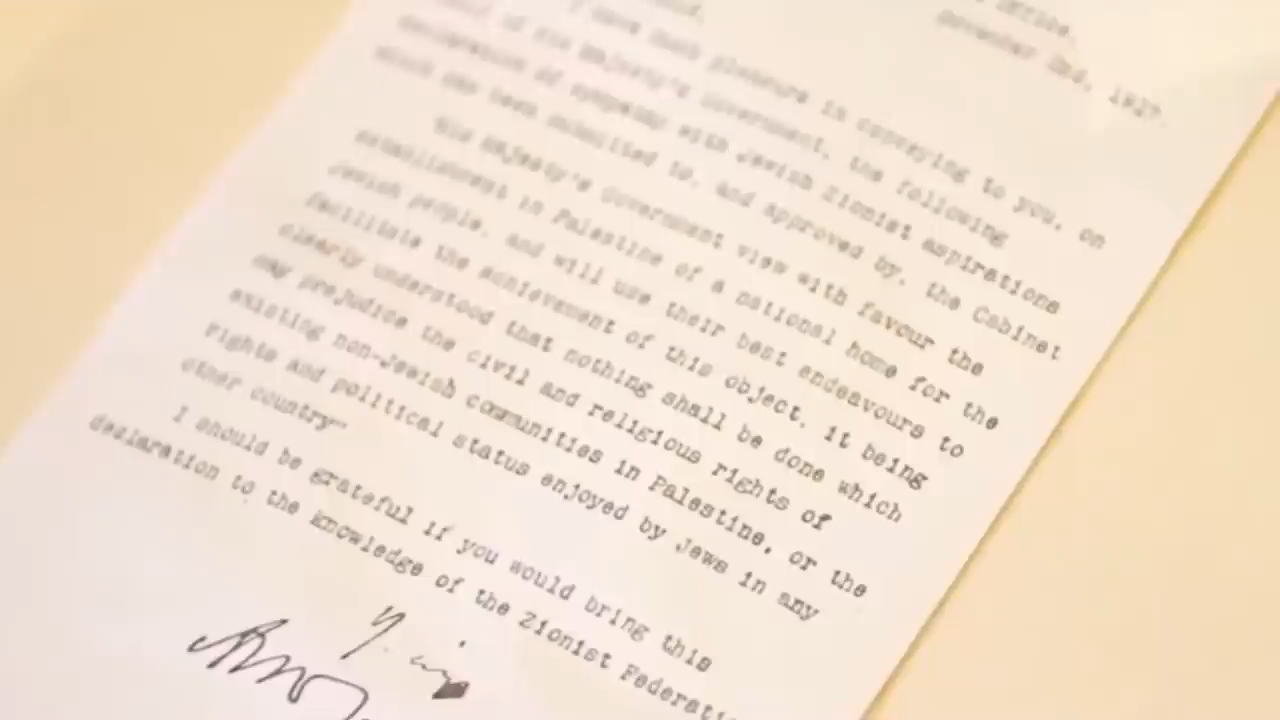 Office,
November 2nd, 1917.
I have much pleasure in conveying to you, on
of His Majesty's Government, the following
declaration of sympathy with Jewish Zionist aspirations
which has been submitted to, and approved by, the Cabinet
His Majesty's Government view with favour the
establishment in Palestine of a national home for the
Jewish people, and will use their best endeavours to
facilitate the achievement of this object, it being
clearly understood that nothing shall be done which
may prejudice the civil and religious rights of
existing non-Jewish communities in Palestine, or the
rights and political status enjoyed by Jews in any
other country"
I should be grateful if you would bring this
declaration to the knowledge of the Zionist Federati